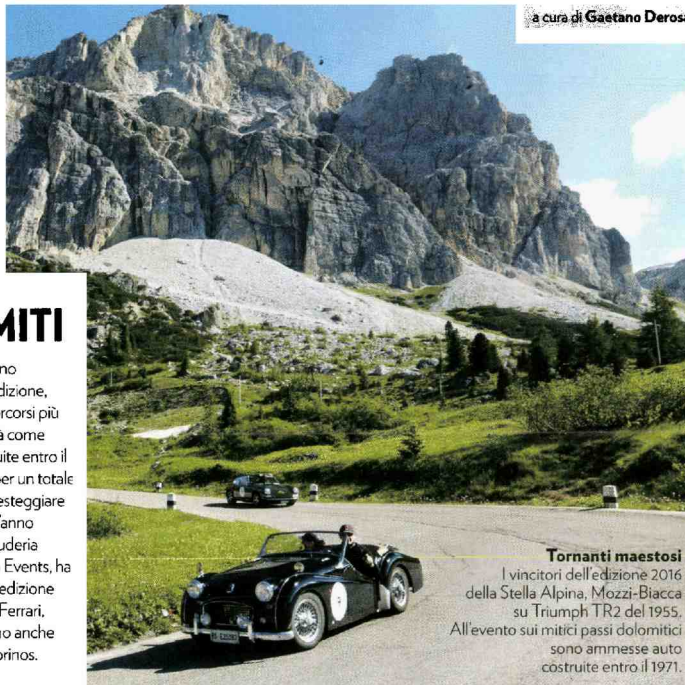 a cura di Gaetano Derosa
MITI
no
dizione,
rcorsi più
à come
uite entro il
per un totale
esteggiare
'anno
uderia
Events, ha
edizione
Ferrari,
o anche
orinos.
Tornanti maestosi
I vincitori dell'edizione 2016
della Stella Alpina, Mozzi-Biacca
su Triumph TR2 del 1955.
All'evento sui mitici passi dolomitici
sono ammesse auto
costruite entro il 1971.